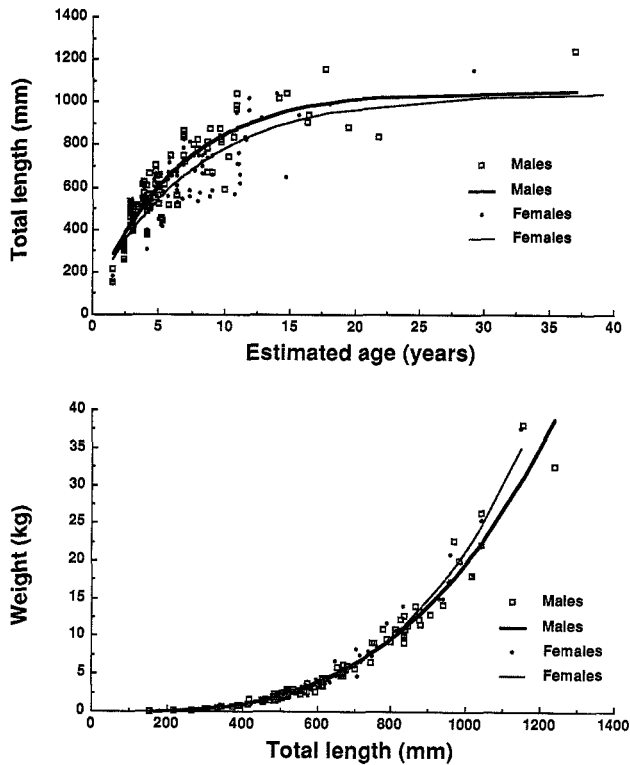 1400
1200
1000
800
600
400
200
0
Total length (mm)
Males
Males
Females
Females
0 5 10 15 20 25 30 35 40
Estimated age (years)
40
35
30
25
20
15
10
5
0
Weight (kg)
Males
Males
Females
Females
0 200 400 600 800 1000 1200 1400
Total length (mm)